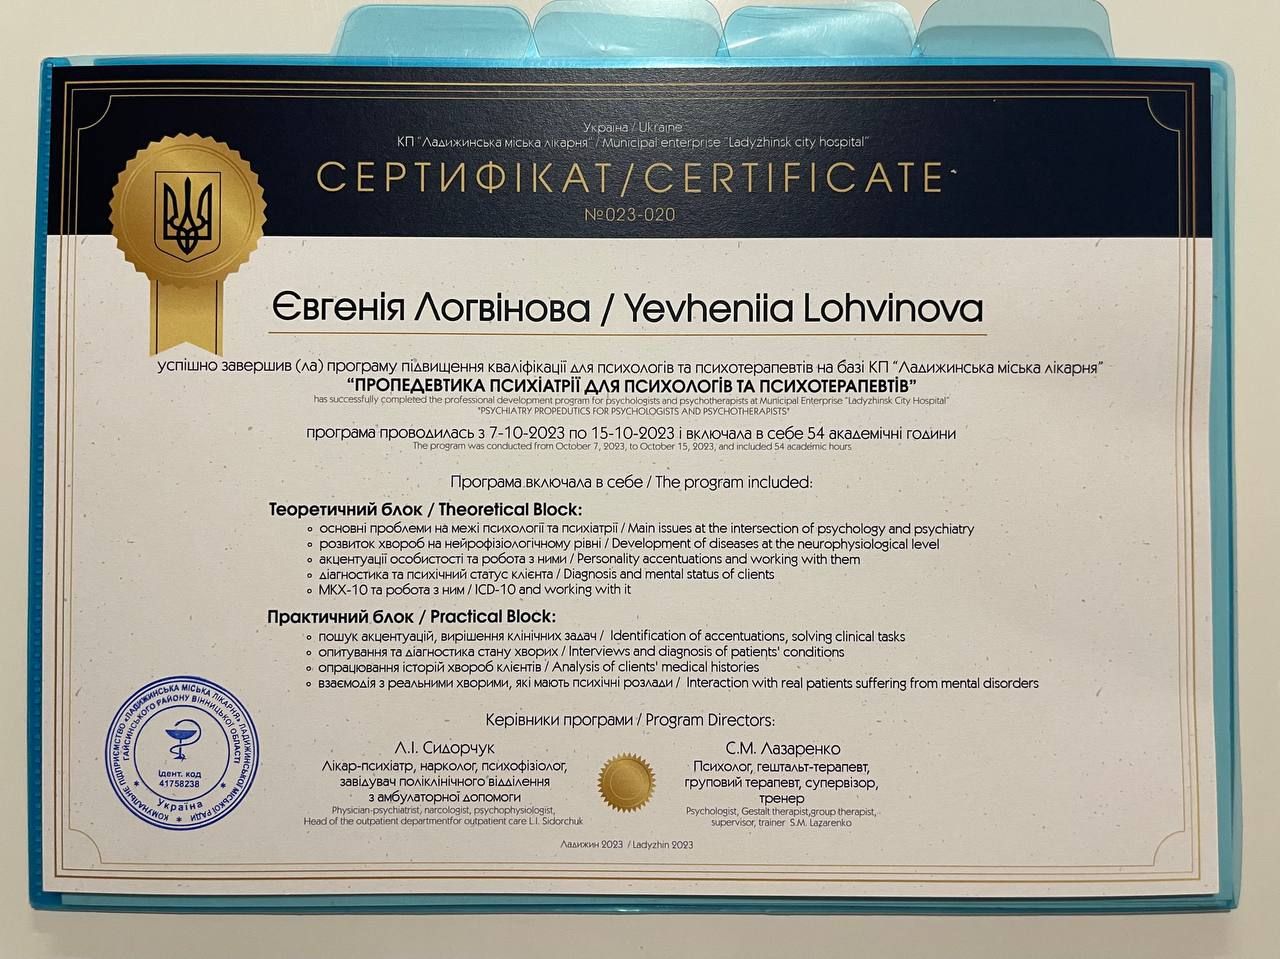 Україна / Ukraine
КП "Ладижинська міська лікарня" / Municipal enterprise "Ladyzhinsk city hospital"
СЕРТИФІКАТ/CERTIFICATE
№023-020
Євгенія Логвінова / Yevheniia Lohvinova
успішно завершив (ла) програму підвищення кваліфікації для психологів та психотерапевтів на базі КП "Ладижинська міська лікарня"
"ПРОПЕДЕВТИКА ПСИХІАТРІЇ ДЛЯ ПСИХОЛОГІВ ТА ПСИХОТЕРАПЕВТІВ"
has successfully completed the professional development program for psychologists and psychotherapists at Municipal Enterprise "Ladyzhinsk City Hospital"
"PSYCHIATRY PROPEDUTICS FOR PSYCHOLOGISTS AND PSYCHOTHERAPISTS"
програма проводилась з 7-10-2023 по 15-10-2023 і включала в себе 54 академічні години
The program was conducted from October 7, 2023, to October 15, 2023, and included 54 academic hours
Програма включала в себе / The program included:
Теоретичний блок / Theoretical Block:
основні проблеми на межі психології та психіатрії / Main issues at the intersection of psychology and psychiatry
розвиток хвороб на нейрофізіологічному рівні / Development of diseases at the neurophysiological level
акцентуації особистості та робота з ними / Personality accentuations and working with them
діагностика та психічний статус клієнта / Diagnosis and mental status of clients
МКХ-10 та робота з ним / ICD-10 and working with it
Практичний блок / Practical Block:
пошук акцентуацій, вирішення клінічних задач / Identification of accentuations, solving clinical tasks
опитування та діагностика стану хворих / Interviews and diagnosis of patients' conditions
опрацювання історій хвороб клієнтів / Analysis of clients' medical histories
взаємодія з реальними хворими, які мають психічні розлади / Interaction with real patients suffering from mental disorders
Керівники програми / Program Directors:
Л.І. Сидорчук
Лікар-психіатр, нарколог, психофізіолог,
завідувач поліклінічного відділення
з амбулаторної допомоги
Physician-psychiatrist, narcologist, psychophysiologist,
Head of the outpatient departmentfor outpatient care L.I. Sidorchuk
С.М. Лазаренко
Психолог, гештальт-терапевт,
груповий терапевт, супервізор,
тренер
Psychologist, Gestalt therapist,group therapist,
supervisor, trainer S.M. Lazarenko
КОМУНАЛЬНЕ ПІДПРИЄМСТВО «ЛАДИЖИНСЬКА МІСЬКА ЛІКАРНЯ» ЛАДИЖИНСЬКОЇ МІСЬКОЇ РАДИ
ГАЙСИНСЬКОГО РАЙОНУ ВІННИЦЬКОЇ ОБЛАСТІ
Ідент. код
41758238
Україна
Ладижин 2023 / Ladyzhin 2023